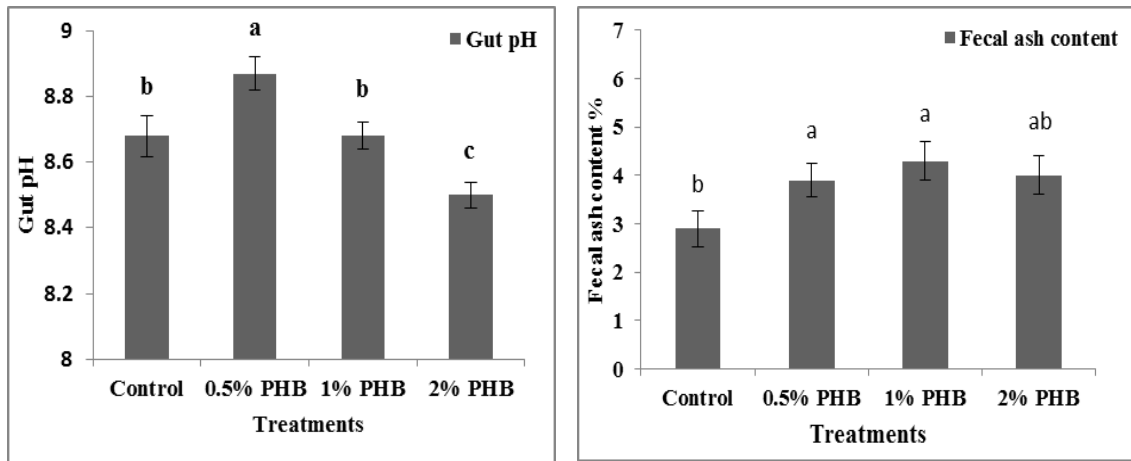 Gut pH
9
8.8
8.6
8.4
8.2
8
Gut pH
b
a
b
c
Control 0.5% PHB 1% PHB 2% PHB
Treatments
Fecal ash content
7
6
5
4
3
2
1
0
Fecal ash content %
b
a
a
ab
Control 0.5% PHB 1% PHB 2% PHB
Treatments